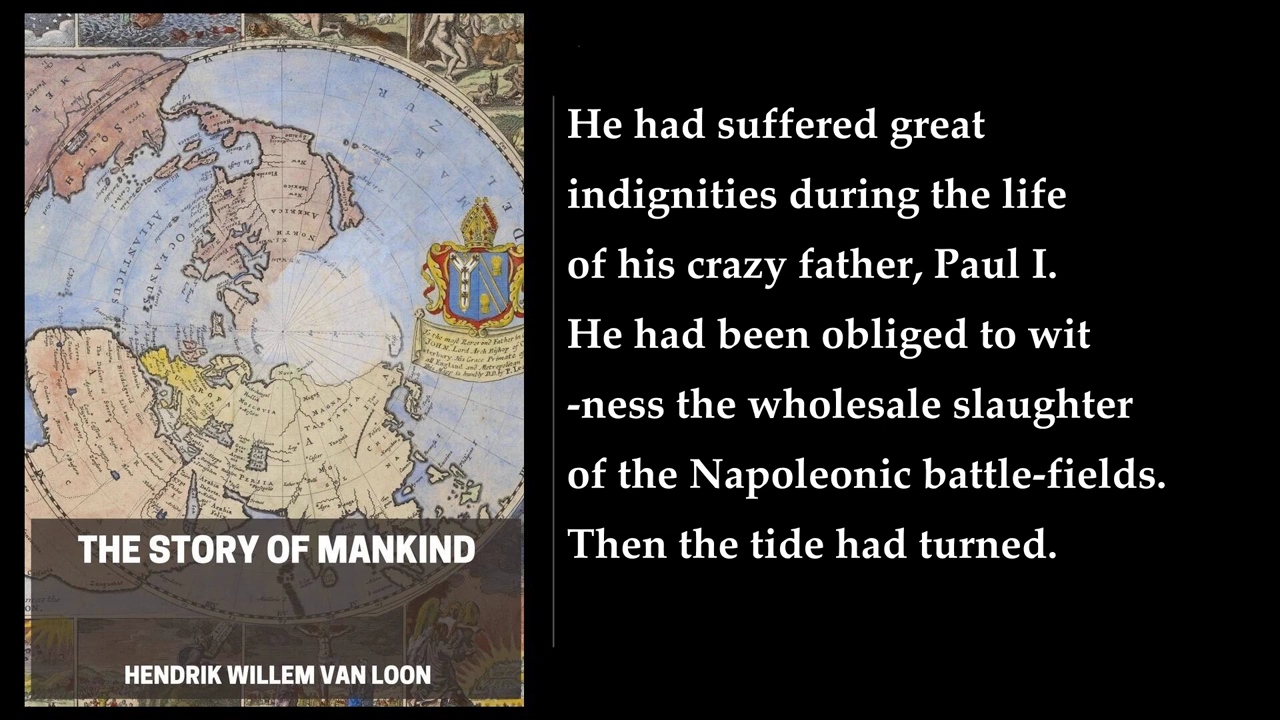 THE STORY OF MANKIND
HENDRIK WILLEM VAN LOON
He had suffered great
indignities during the life
of his crazy father, Paul I.
He had been obliged to wit
-ness the wholesale slaughter
of the Napoleonic battle-fields.
Then the tide had turned.